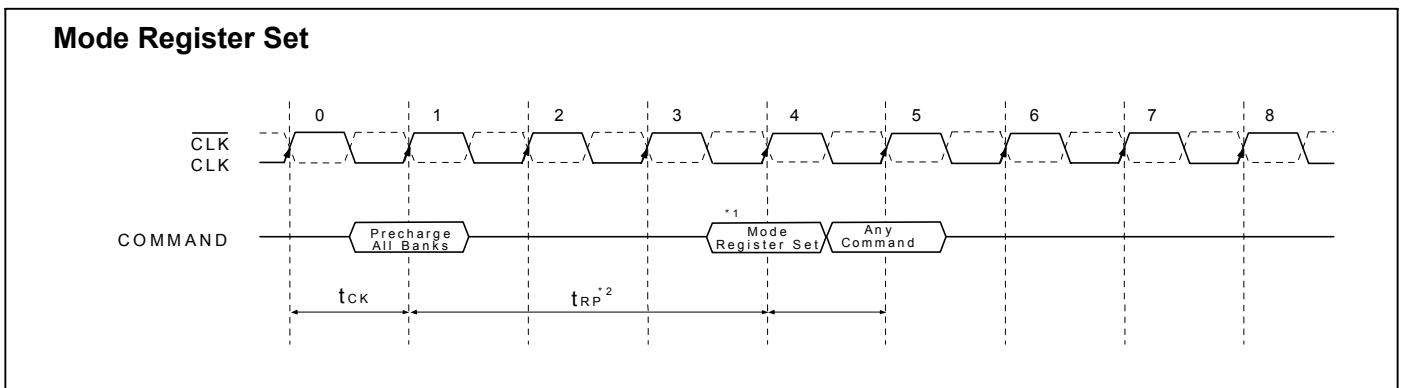 Mode Register Set
0 1 2 3 4 5 6 7 8
CLK
CLK
*1
COMMAND
Precharge
All Banks
Mode
Register Set
Any
Command
tCK
tRP*2